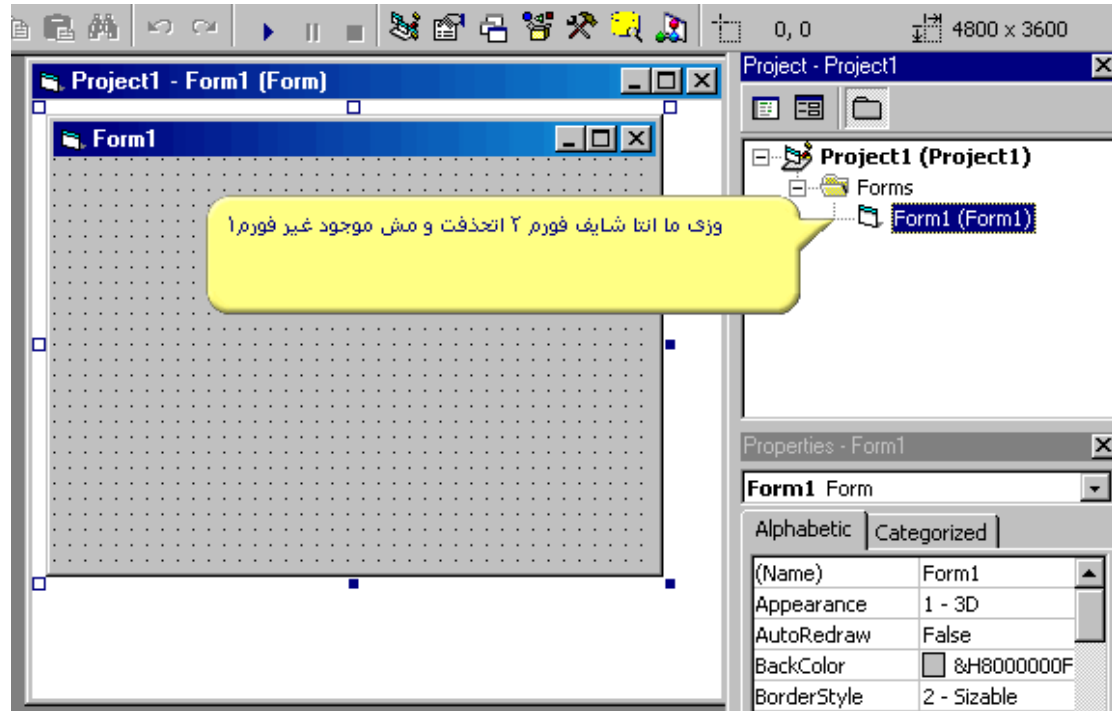 0, 0
4800 x 3600
Project1 - Form1 (Form)
Form1
وزى ما انتا شايف فورم ٢ اتحذفت و مش موجود غير فورم١
Project - Project1
Project1 (Project1)
Forms
Form1 (Form1)
Properties - Form1
Form1 Form
Alphabetic Categorized
(Name) Form1
Appearance 1 - 3D
AutoRedraw False
BackColor &H8000000F
BorderStyle 2 - Sizable